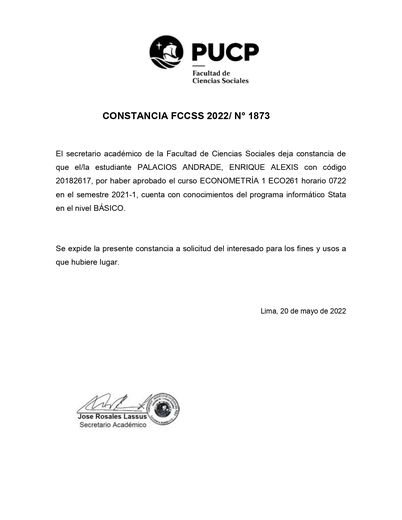 PUCP
Facultad de
Ciencias Sociales
CONSTANCIA FCCSS 2022/ N° 1873
El secretario académico de la Facultad de Ciencias Sociales deja constancia de
que el/la estudiante PALACIOS ANDRADE, ENRIQUE ALEXIS con código
20182617, por haber aprobado el curso ECONOMETRÍA 1 ECO261 horario 0722
en el semestre 2021-1, cuenta con conocimientos del programa informático Stata
en el nivel BÁSICO.
Se expide la presente constancia a solicitud del interesado para los fines y usos a
que hubiere lugar.
Lima, 20 de mayo de 2022
Jose Rosales Lassus
Secretario Académico